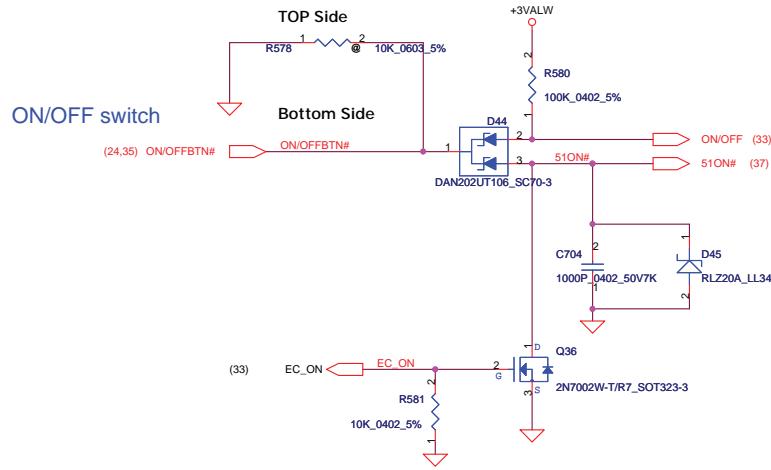 +3VALW
TOP Side
1 2
R578 @ 10K_0603_5%
2
R580
100K_0402_5%
1
ON/OFF switch
Bottom Side
D44
2
ON/OFF (33)
(24,35) ON/OFFBTN# ON/OFFBTN# 1
3 51ON# 51ON# (37)
DAN202UT106_SC70-3
2
C704
1000P_0402_50V7K
1
1
D45
RLZ20A_LL34
2
1 D
Q36
(33) EC_ON EC_ON 2
G
2N7002W-T/R7_SOT323-3
S
3
2
R581
10K_0402_5%
1